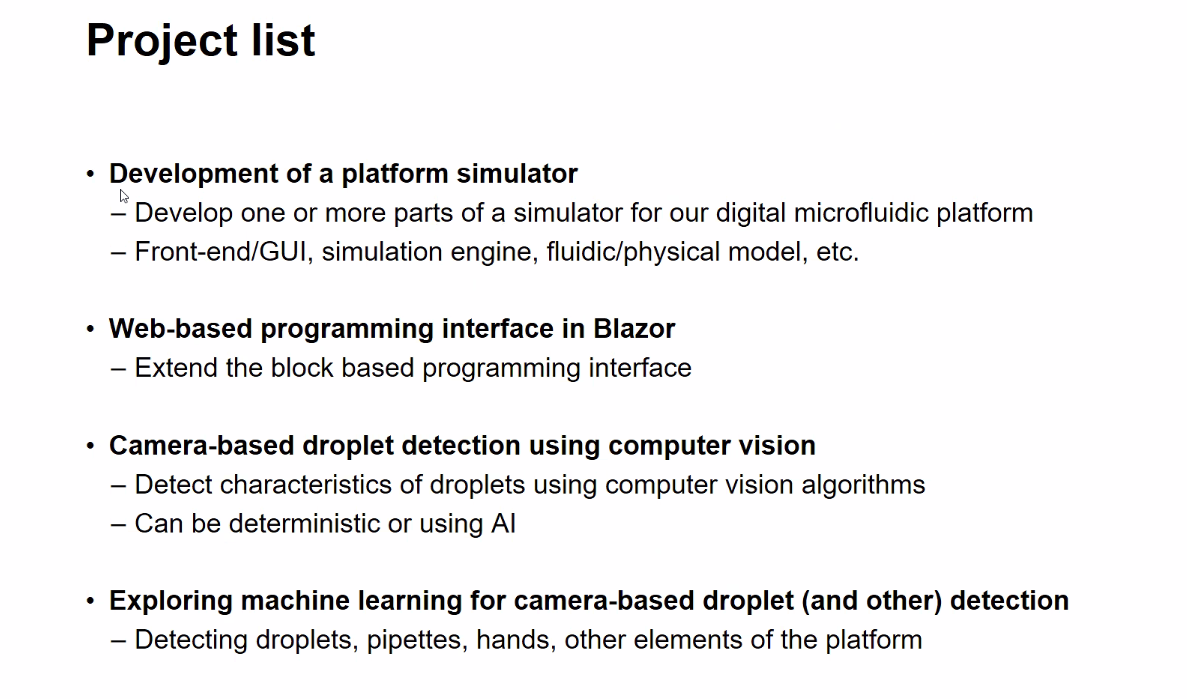 Project list
• Development of a platform simulator
– Develop one or more parts of a simulator for our digital microfluidic platform
– Front-end/GUI, simulation engine, fluidic/physical model, etc.
• Web-based programming interface in Blazor
– Extend the block based programming interface
• Camera-based droplet detection using computer vision
– Detect characteristics of droplets using computer vision algorithms
– Can be deterministic or using AI
• Exploring machine learning for camera-based droplet (and other) detection
– Detecting droplets, pipettes, hands, other elements of the platform